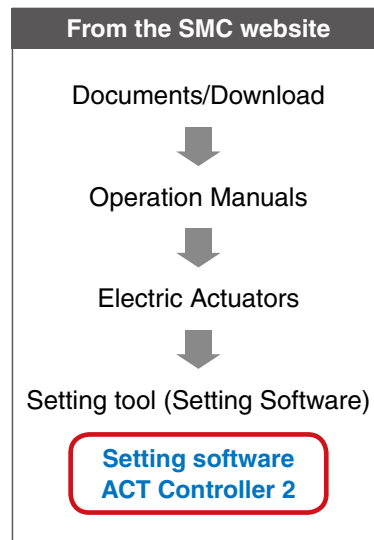 From the SMC website
Documents/Download
Operation Manuals
Electric Actuators
Setting tool (Setting Software)
Setting software
ACT Controller 2